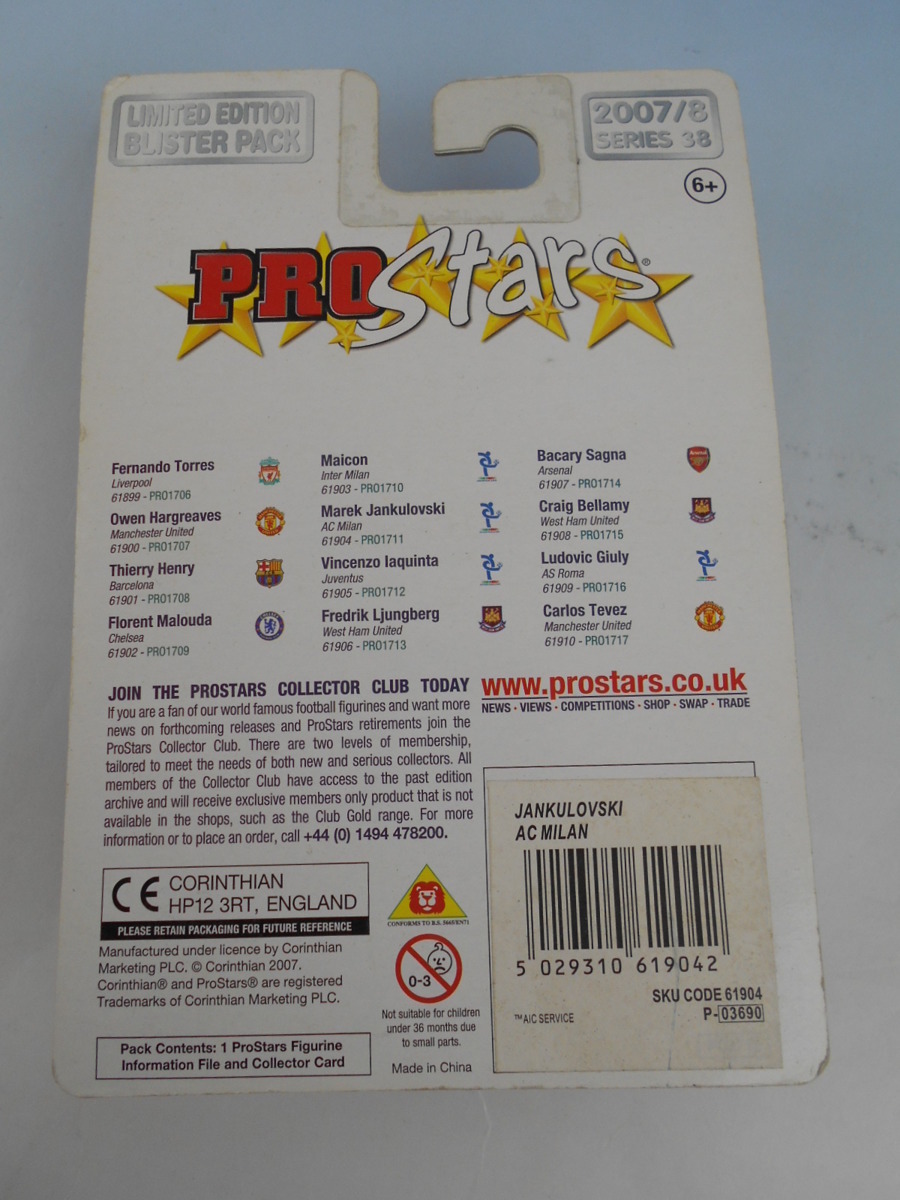 LIMITED EDITION
BLISTER PACK
2007/8
SERIES 38
6+
PRO Stars®
Fernando Torres
Liverpool
61899 - PRO1706
Owen Hargreaves
Manchester United
61900 - PRO1707
Thierry Henry
Barcelona
61901 - PRO1708
Florent Malouda
Chelsea
61902 - PRO1709
Maicon
Inter Milan
61903 - PRO1710
Marek Jankulovski
AC Milan
61904 - PRO1711
Vincenzo Iaquinta
Juventus
61905 - PRO1712
Fredrik Ljungberg
West Ham United
61906 - PRO1713
Bacary Sagna
Arsenal
61907 - PRO1714
Craig Bellamy
West Ham United
61908 - PRO1715
Ludovic Giuly
AS Roma
61909 - PRO1716
Carlos Tevez
Manchester United
61910 - PRO1717
Arsenal
JOIN THE PROSTARS COLLECTOR CLUB TODAY
If you are a fan of our world famous football figurines and want more
news on forthcoming releases and ProStars retirements join the
ProStars Collector Club. There are two levels of membership,
tailored to meet the needs of both new and serious collectors. All
members of the Collector Club have access to the past edition
archive and will receive exclusive members only product that is not
available in the shops, such as the Club Gold range. For more
information or to place an order, call +44 (0) 1494 478200.
www.prostars.co.uk
NEWS · VIEWS · COMPETITIONS · SHOP · SWAP · TRADE
CE CORINTHIAN
HP12 3RT, ENGLAND
PLEASE RETAIN PACKAGING FOR FUTURE REFERENCE
Manufactured under licence by Corinthian
Marketing PLC. © Corinthian 2007.
Corinthian® and ProStars® are registered
Trademarks of Corinthian Marketing PLC.
Pack Contents: 1 ProStars Figurine
Information File and Collector Card
CONFORMS TO B.S. 5665/EN71
0-3
Not suitable for children
under 36 months due
to small parts.
Made in China
JANKULOVSKI
AC MILAN
5 029310 619042
SKU CODE 61904
P-03690
™AIC SERVICE